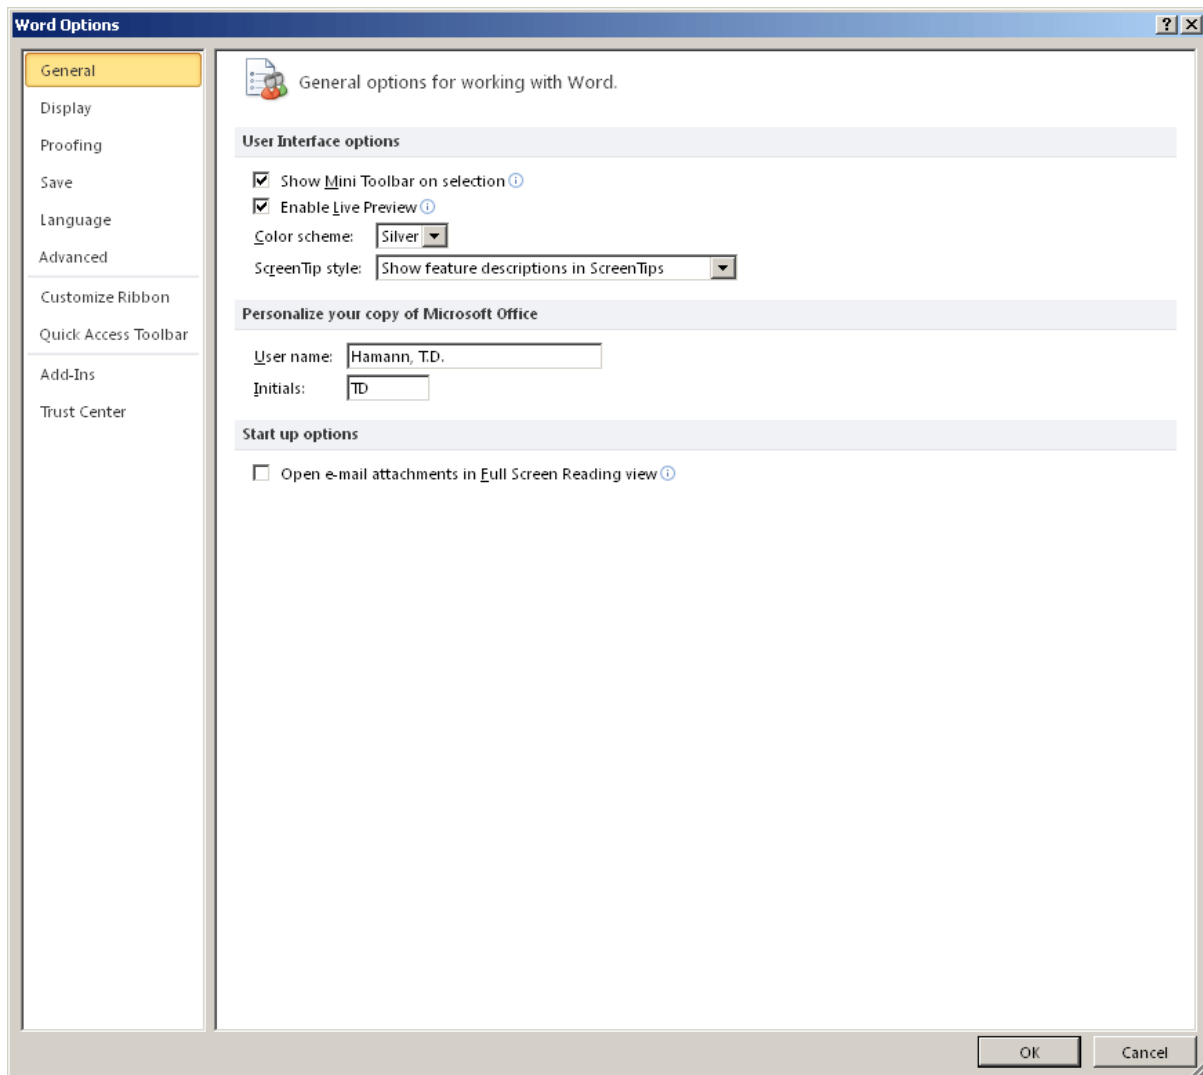 Word Options
General
Display
Proofing
Save
Language
Advanced
Customize Ribbon
Quick Access Toolbar
Add-Ins
Trust Center
General options for working with Word.
User Interface options
Show Mini Toolbar on selection
Enable Live Preview
Color scheme: Silver
ScreenTip style: Show feature descriptions in ScreenTips
Personalize your copy of Microsoft Office
User name: Hamann, T.D.
Initials: TD
Start up options
Open e-mail attachments in Full Screen Reading view
OK Cancel